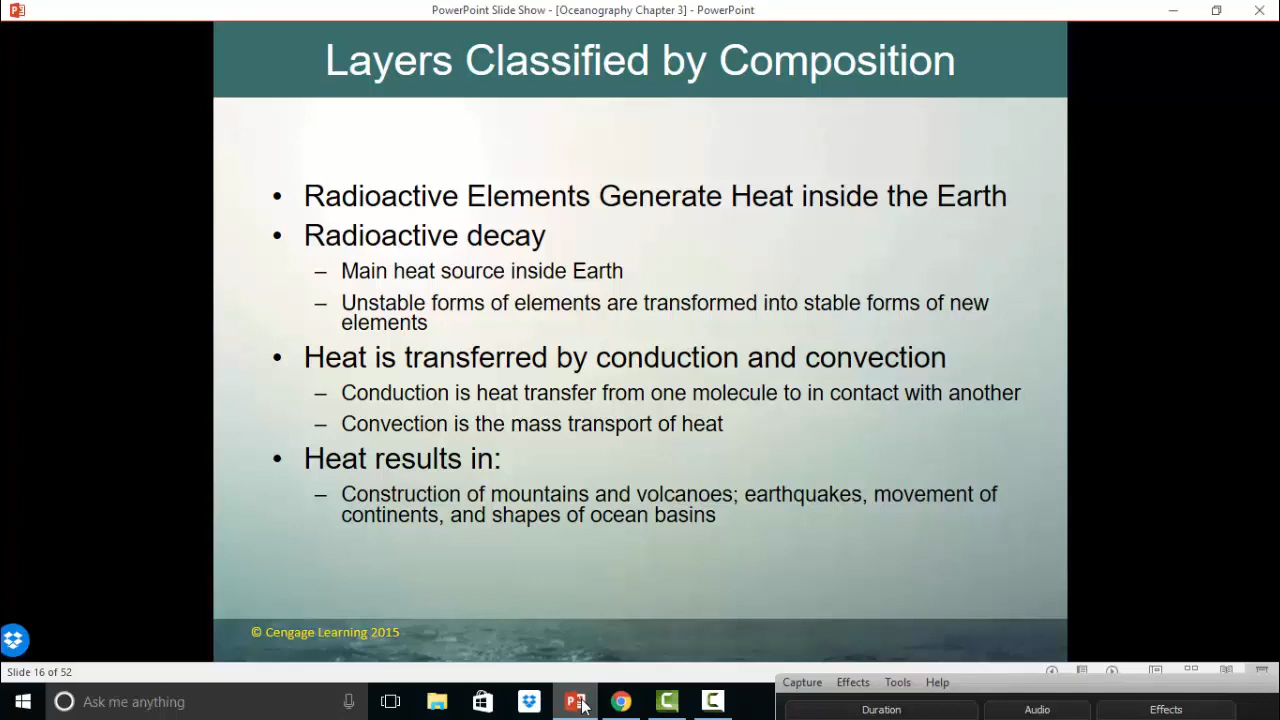 PowerPoint Slide Show - [Oceanography Chapter 3] - PowerPoint
Layers Classified by Composition
• Radioactive Elements Generate Heat inside the Earth
• Radioactive decay
– Main heat source inside Earth
– Unstable forms of elements are transformed into stable forms of new
elements
• Heat is transferred by conduction and convection
– Conduction is heat transfer from one molecule to in contact with another
– Convection is the mass transport of heat
• Heat results in:
– Construction of mountains and volcanoes; earthquakes, movement of
continents, and shapes of ocean basins
© Cengage Learning 2015
Slide 16 of 52
Capture Effects Tools Help
Ask me anything
Duration Audio Effects